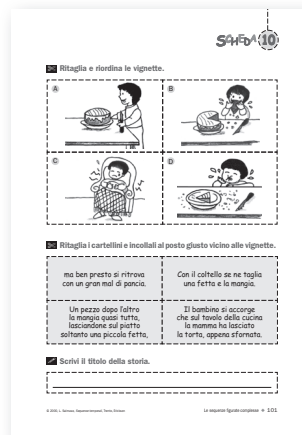 SCHEDA 10
Ritaglia e riordina le vignette.
A
B
C
D
Ritaglia i cartellini e incollali al posto giusto vicino alle vignette.
ma ben presto si ritrova
con un gran mal di pancia.
Con il coltello se ne taglia
una fetta e la mangia.
Un pezzo dopo l'altro
la mangia quasi tutta,
lasciandone sul piatto
soltanto una piccola fetta,
Il bambino si accorge
che sul tavolo della cucina
la mamma ha lasciato
la torta, appena sfornata.
Scrivi il titolo della storia.
Le sequenze figurate complesse 101